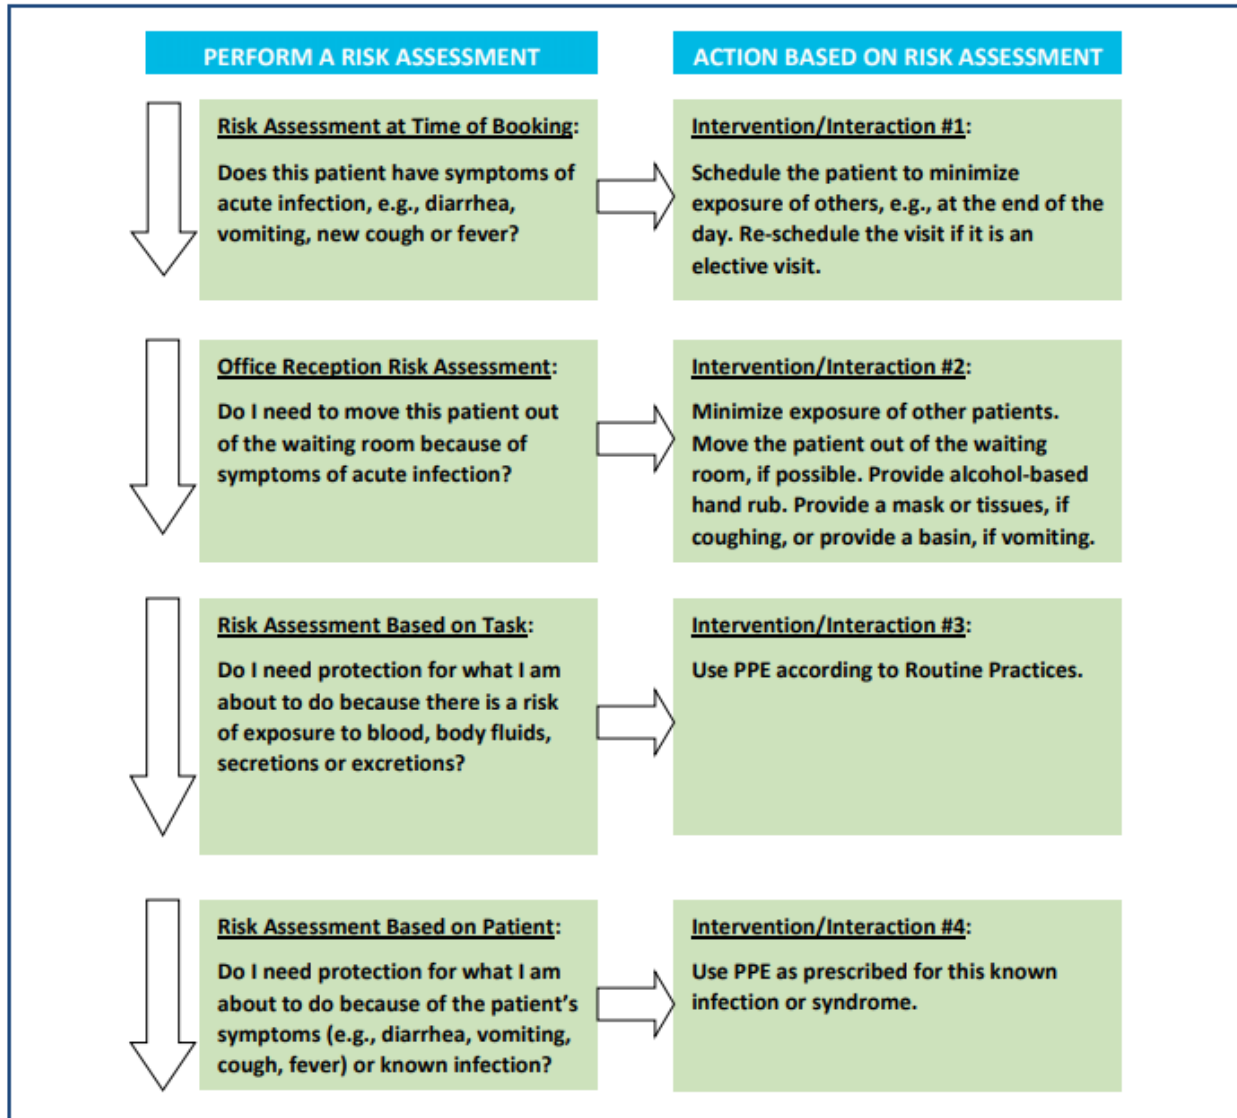 PERFORM A RISK ASSESSMENT
ACTION BASED ON RISK ASSESSMENT
Risk Assessment at Time of Booking:
Does this patient have symptoms of
acute infection, e.g., diarrhea,
vomiting, new cough or fever?
Intervention/Interaction #1:
Schedule the patient to minimize
exposure of others, e.g., at the end of the
day. Re-schedule the visit if it is an
elective visit.
Office Reception Risk Assessment:
Do I need to move this patient out
of the waiting room because of
symptoms of acute infection?
Intervention/Interaction #2:
Minimize exposure of other patients.
Move the patient out of the waiting
room, if possible. Provide alcohol-based
hand rub. Provide a mask or tissues, if
coughing, or provide a basin, if vomiting.
Risk Assessment Based on Task:
Do I need protection for what I am
about to do because there is a risk
of exposure to blood, body fluids,
secretions or excretions?
Intervention/Interaction #3:
Use PPE according to Routine Practices.
Risk Assessment Based on Patient:
Do I need protection for what I am
about to do because of the patient's
symptoms (e.g., diarrhea, vomiting,
cough, fever) or known infection?
Intervention/Interaction #4:
Use PPE as prescribed for this known
infection or syndrome.